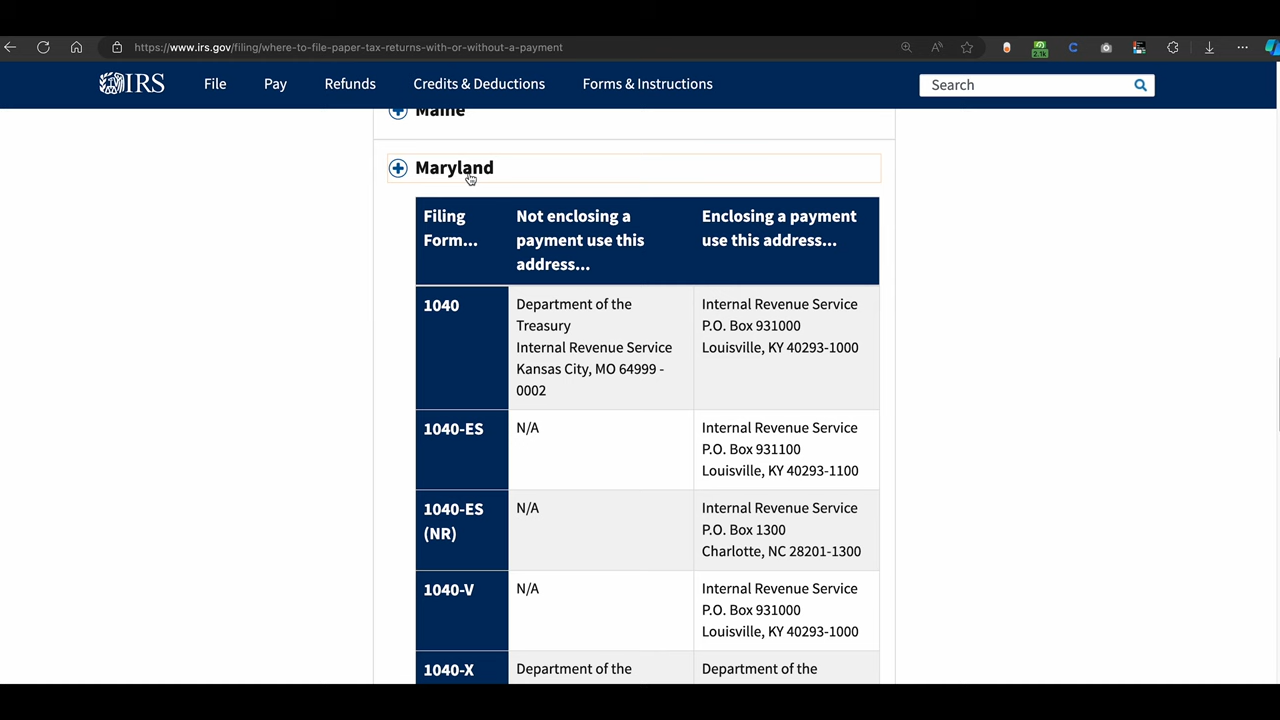 https://www.irs.gov/filing/where-to-file-paper-tax-returns-with-or-without-a-payment
IRS
File
Pay
Refunds
Credits & Deductions
Forms & Instructions
Search
Maine
Maryland
Filing
Form...
Not enclosing a
payment use this
address...
Enclosing a payment
use this address...
1040
Department of the
Treasury
Internal Revenue Service
Kansas City, MO 64999 -
0002
Internal Revenue Service
P.O. Box 931000
Louisville, KY 40293-1000
1040-ES
N/A
Internal Revenue Service
P.O. Box 931100
Louisville, KY 40293-1100
1040-ES
(NR)
N/A
Internal Revenue Service
P.O. Box 1300
Charlotte, NC 28201-1300
1040-V
N/A
Internal Revenue Service
P.O. Box 931000
Louisville, KY 40293-1000
1040-X
Department of the
Department of the